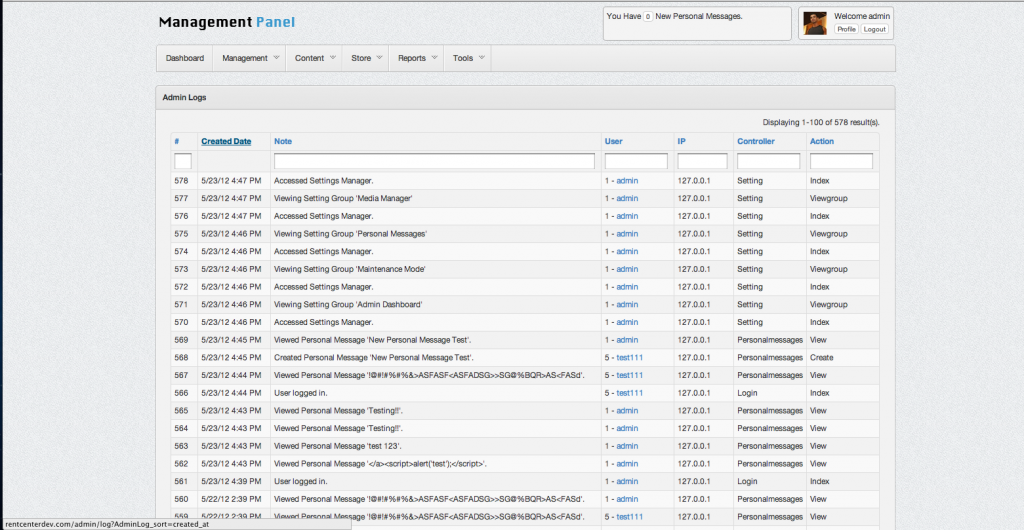 Management Panel
You Have 0 New Personal Messages.
Welcome admin
Profile Logout
Dashboard Management Content Store Reports Tools
Admin Logs
Displaying 1-100 of 578 result(s).
# Created Date Note User IP Controller Action
578 5/23/12 4:47 PM Accessed Settings Manager. 1 - admin 127.0.0.1 Setting Index
577 5/23/12 4:47 PM Viewing Setting Group 'Media Manager' 1 - admin 127.0.0.1 Setting Viewgroup
576 5/23/12 4:47 PM Accessed Settings Manager. 1 - admin 127.0.0.1 Setting Index
575 5/23/12 4:46 PM Viewing Setting Group 'Personal Messages' 1 - admin 127.0.0.1 Setting Viewgroup
574 5/23/12 4:46 PM Accessed Settings Manager. 1 - admin 127.0.0.1 Setting Index
573 5/23/12 4:46 PM Viewing Setting Group 'Maintenance Mode' 1 - admin 127.0.0.1 Setting Viewgroup
572 5/23/12 4:46 PM Accessed Settings Manager. 1 - admin 127.0.0.1 Setting Index
571 5/23/12 4:46 PM Viewing Setting Group 'Admin Dashboard' 1 - admin 127.0.0.1 Setting Viewgroup
570 5/23/12 4:46 PM Accessed Settings Manager. 1 - admin 127.0.0.1 Setting Index
569 5/23/12 4:45 PM Viewed Personal Message 'New Personal Message Test'. 1 - admin 127.0.0.1 Personalmessages View
568 5/23/12 4:45 PM Created Personal Message 'New Personal Message Test'. 5 - test111 127.0.0.1 Personalmessages Create
567 5/23/12 4:44 PM Viewed Personal Message '!@#!#%#%&>ASFASF<ASFADSG>>SG@%BQR>AS<FASd'. 5 - test111 127.0.0.1 Personalmessages View
566 5/23/12 4:44 PM User logged in. 5 - test111 127.0.0.1 Login Index
565 5/23/12 4:43 PM Viewed Personal Message 'Testing!!'. 1 - admin 127.0.0.1 Personalmessages View
564 5/23/12 4:43 PM Viewed Personal Message 'Testing!!'. 1 - admin 127.0.0.1 Personalmessages View
563 5/23/12 4:43 PM Viewed Personal Message 'test 123'. 1 - admin 127.0.0.1 Personalmessages View
562 5/23/12 4:43 PM Viewed Personal Message '</a><script>alert('test');</script>'. 1 - admin 127.0.0.1 Personalmessages View
561 5/23/12 4:39 PM User logged in. 1 - admin 127.0.0.1 Login Index
560 5/22/12 2:39 PM Viewed Personal Message '!@#!#%#%&>ASFASF<ASFADSG>>SG@%BQR>AS<FASd'. 1 - admin 127.0.0.1 Personalmessages View
559 5/22/12 2:39 PM Viewed Personal Message '!@#!#%#%&>ASFASF<ASFADSG>>SG@%BQR>AS<FASd'. 5 - test111 127.0.0.1 Personalmessages View
rentcenterdev.com/admin/log?AdminLog_sort=created_at